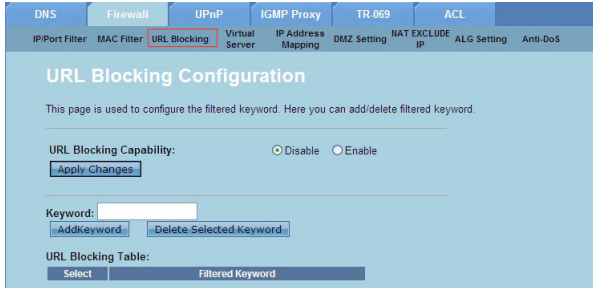 DNS Firewall UPnP IGMP Proxy TR-069 ACL
IP/Port Filter MAC Filter URL Blocking Virtual Server IP Address Mapping DMZ Setting NAT EXCLUDE IP ALG Setting Anti-DoS
URL Blocking Configuration
This page is used to configure the filtered keyword. Here you can add/delete filtered keyword.
URL Blocking Capability: Disable Enable
Apply Changes
Keyword:
AddKeyword Delete Selected Keyword
URL Blocking Table:
Select Filtered Keyword